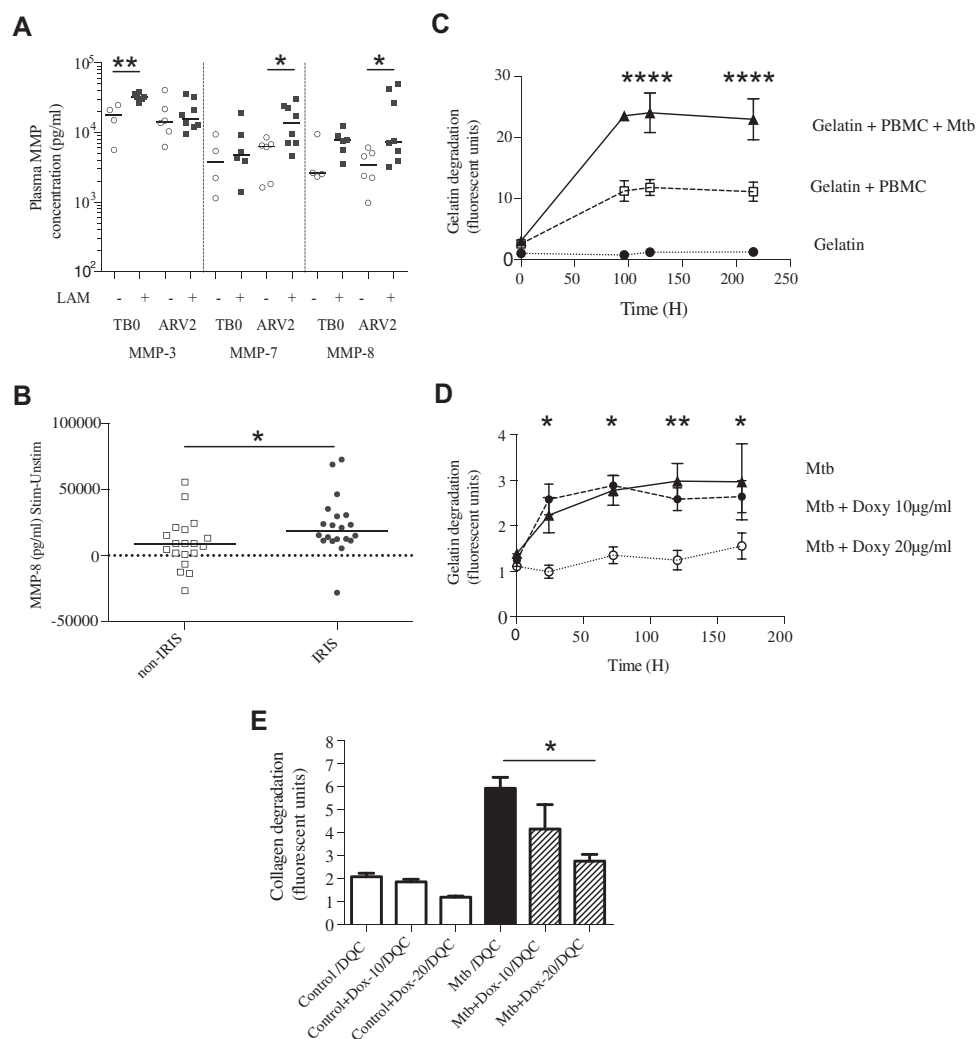 A
**
*
*
10^5
10^4
10^3
10^2
Plasma MMP
concentration (pg/ml)
LAM - + - + - + - + - + - +
TB0 ARV2 TB0 ARV2 TB0 ARV2
MMP-3 MMP-7 MMP-8
C
**** ****
30
20
10
0
Gelatin degradation
(fluorescent units)
0 50 100 150 200 250
Time (H)
Gelatin + PBMC + Mtb
Gelatin + PBMC
Gelatin
B
*
100000
50000
0
-50000
MMP-8 (pg/ml) Stim-Unstim
non-IRIS
IRIS
D
* * ** *
4
3
2
1
0
Gelatin degradation
(fluorescent units)
0 50 100 150 200
Time (H)
Mtb
Mtb + Doxy 10µg/ml
Mtb + Doxy 20µg/ml
E
*
8
7
6
5
4
3
2
1
0
Collagen degradation
(fluorescent units)
Control /DQC
Control+Dox-10/DQC
Control+Dox-20/DQC
Mtb /DQC
Mtb+Dox-10/DQC
Mtb+Dox-20/DQC